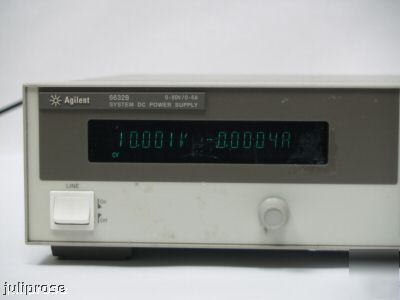 Agilent
6632B
SYSTEM DC POWER SUPPLY
0-20V/0-5A
10.001V -0.0004A
CV
LINE
On
Off
juliprose